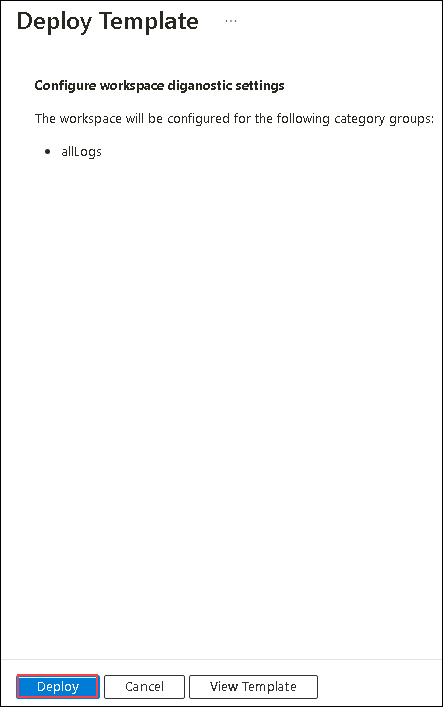 Deploy Template ...
Configure workspace diganostic settings
The workspace will be configured for the following category groups:
• allLogs
Deploy Cancel View Template